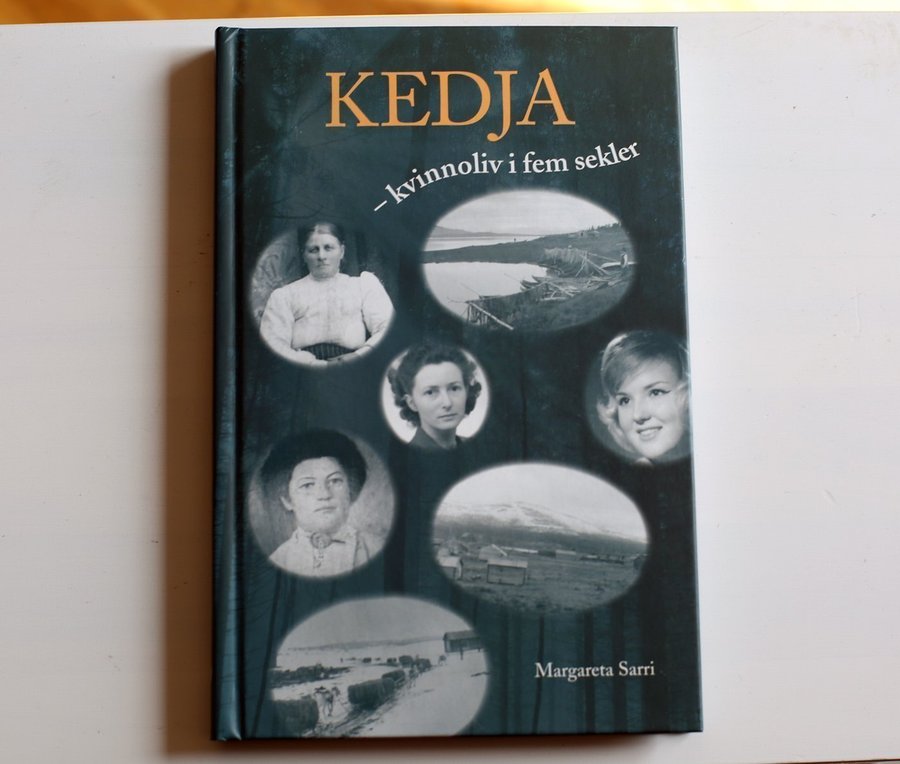 KEDJA
– kvinnoliv i fem sekler
Margareta Sarri